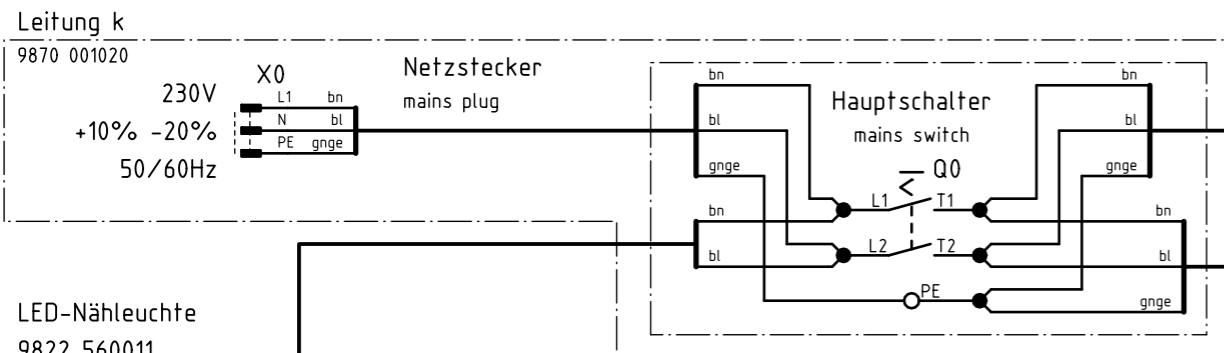 Leitung k
9870 001020
230V
+10% -20%
50/60Hz
X0
L1 bn
N bl
PE gnge
Netzstecker
mains plug
bn
bl
gnge
bn
bl
Hauptschalter
mains switch
Q0
L1 T1
L2 T2
PE
bn
bl
gnge
bn
bl
gnge
LED-Nähleuchte
9822 560011